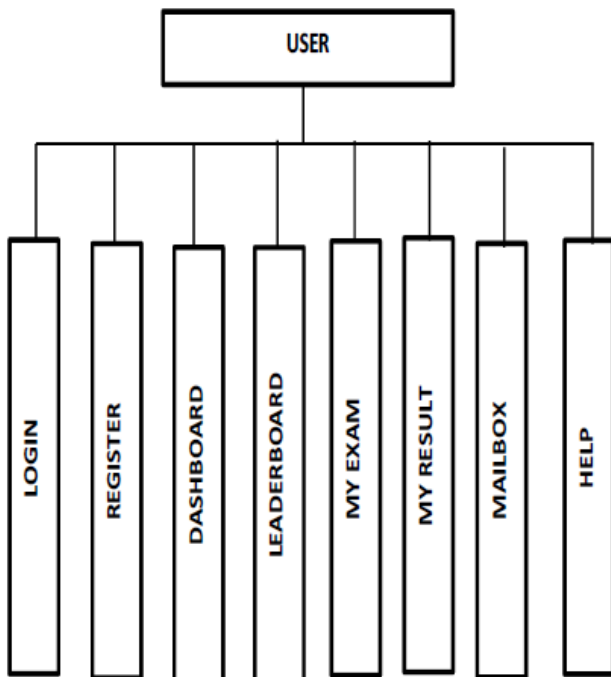 USER
LOGIN
REGISTER
DASHBOARD
LEADERBOARD
MY EXAM
MY RESULT
MAILBOX
HELP